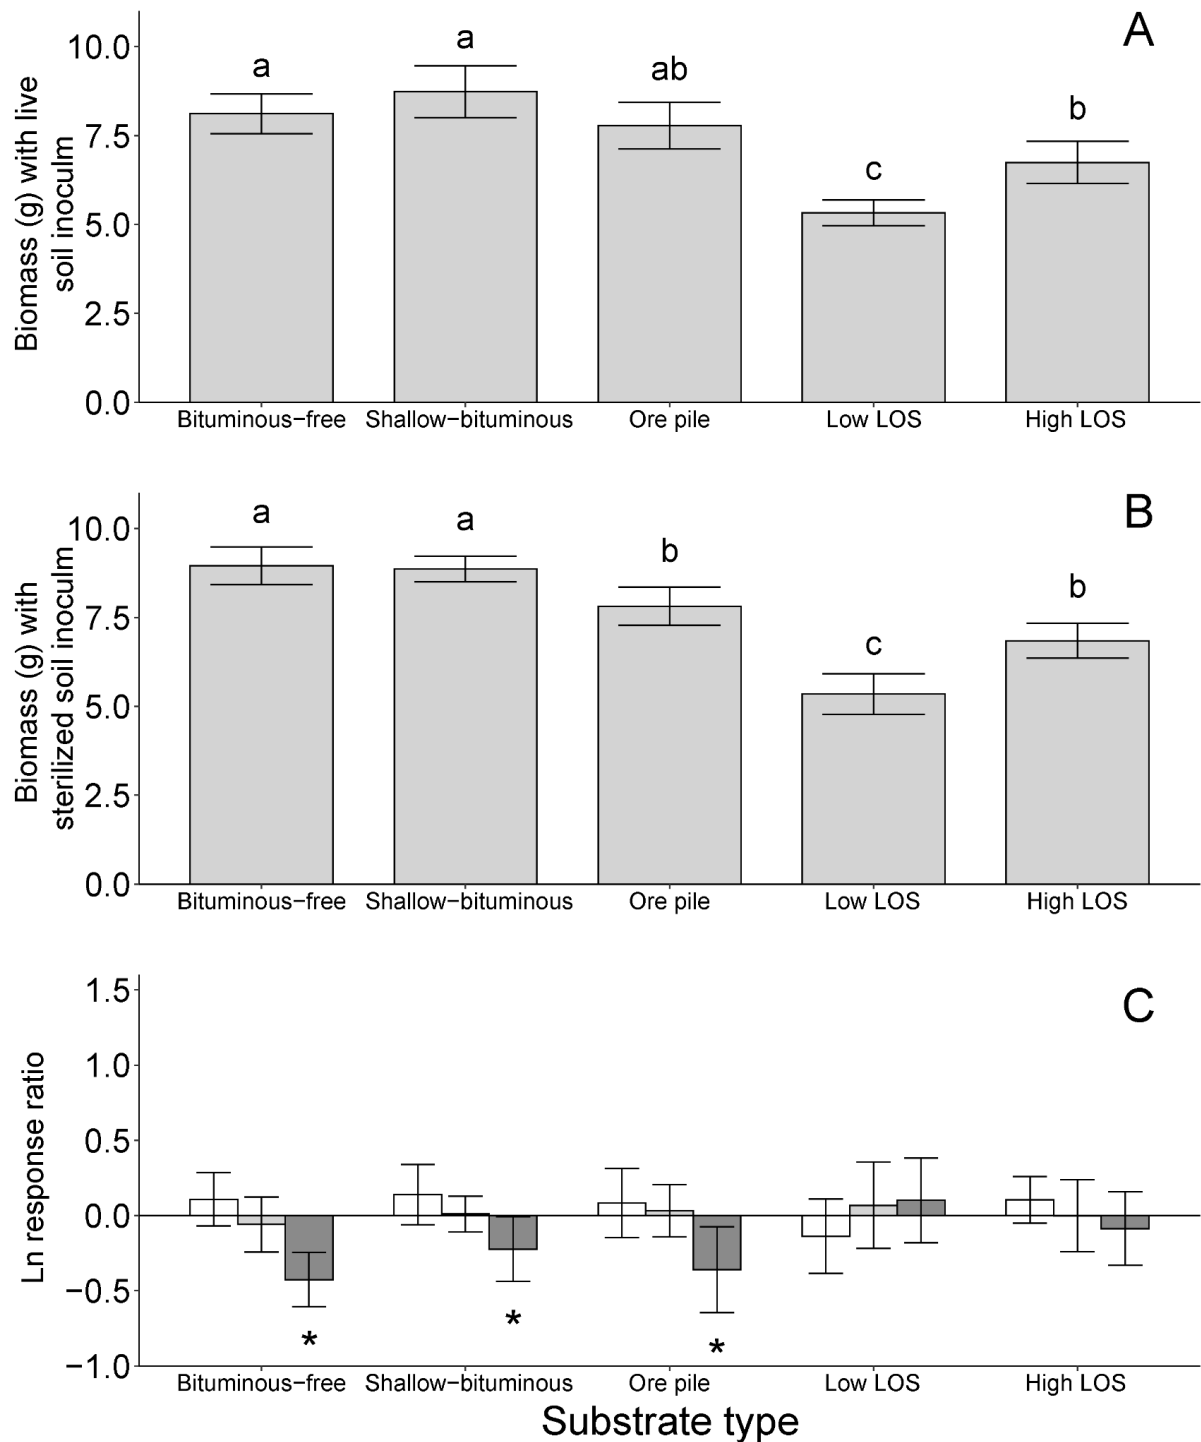 A
Biomass (g) with live
soil inoculm
10.0
7.5
5.0
2.5
0.0
a
a
ab
c
b
Bituminous−free
Shallow−bituminous
Ore pile
Low LOS
High LOS
B
Biomass (g) with
sterilized soil inoculm
10.0
7.5
5.0
2.5
0.0
a
a
b
c
b
Bituminous−free
Shallow−bituminous
Ore pile
Low LOS
High LOS
C
Ln response ratio
1.5
1.0
0.5
0.0
−0.5
−1.0
*
*
*
Bituminous−free
Shallow−bituminous
Ore pile
Low LOS
High LOS
Substrate type